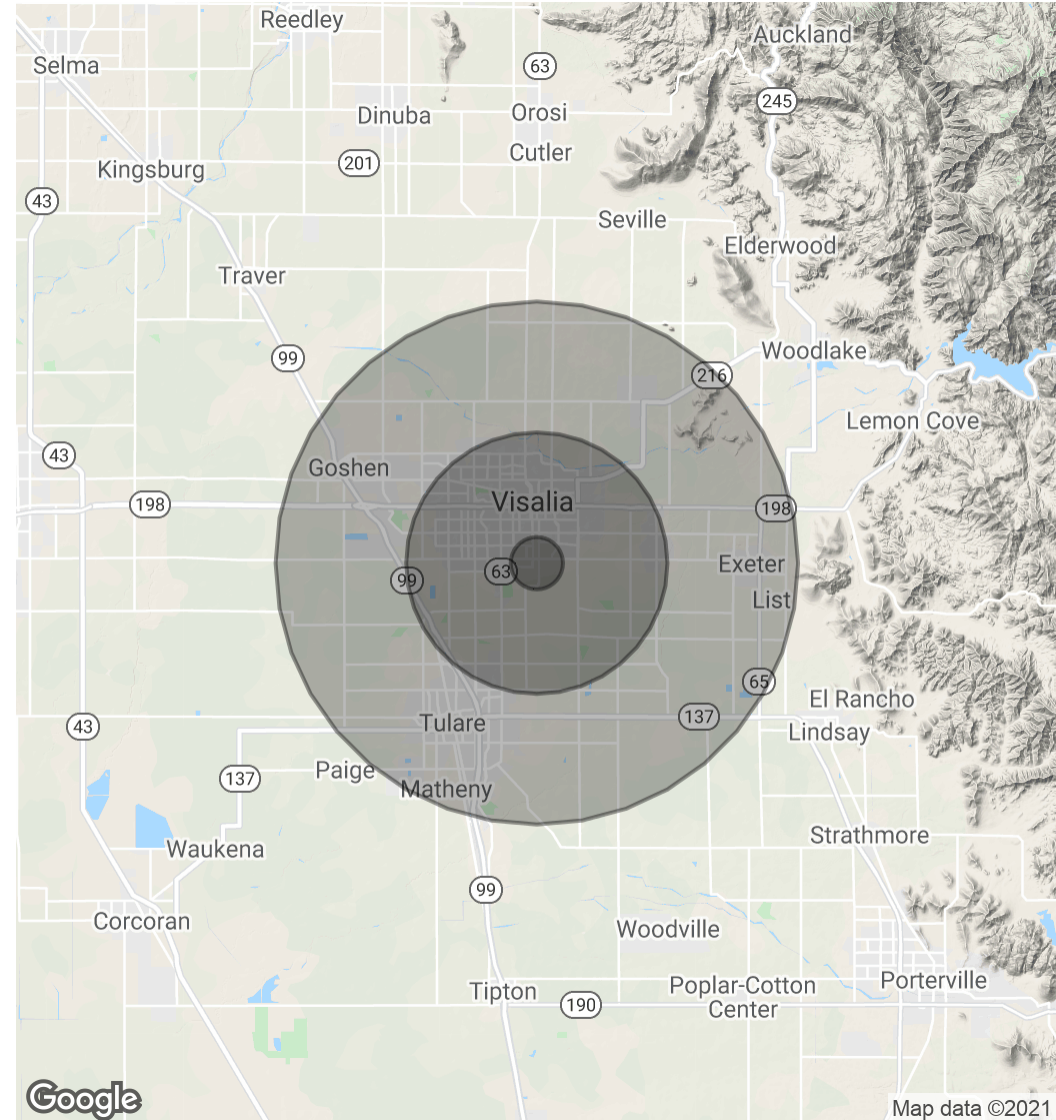 Reedley
Auckland
Selma
63
245
Dinuba
Orosi
Cutler
201
Kingsburg
43
Seville
Elderwood
Traver
99
Woodlake
216
Lemon Cove
43
Goshen
Visalia
198
198
Exeter
63
99
List
65
El Rancho
137
Tulare
43
Lindsay
Paige
137
Matheny
Strathmore
Waukena
99
Corcoran
Woodville
Porterville
Tipton
Poplar-Cotton
Center
190
Google
Map data ©2021